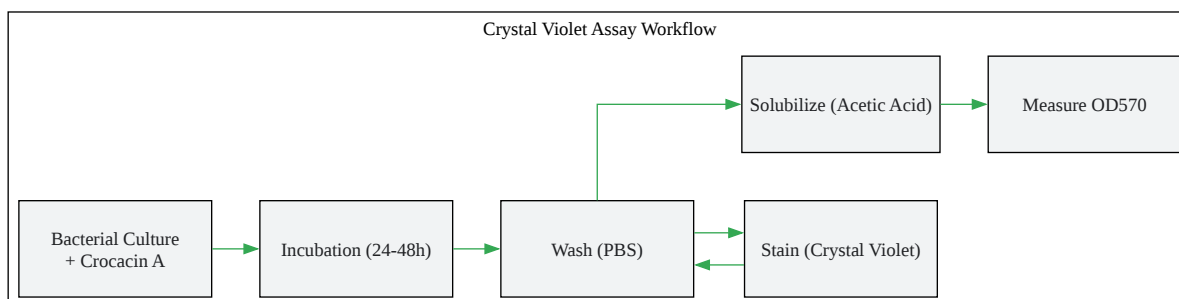 Crystal Violet Assay Workflow
Solubilize (Acetic Acid)
Measure OD570
Bacterial Culture
+ Crocacin A
Incubation (24-48h)
Wash (PBS)
Stain (Crystal Violet)